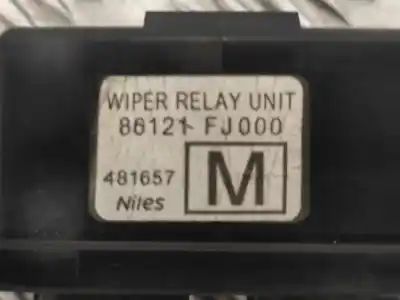 WIPER RELAY UNIT
86121-FJ000
481657
M
Niles